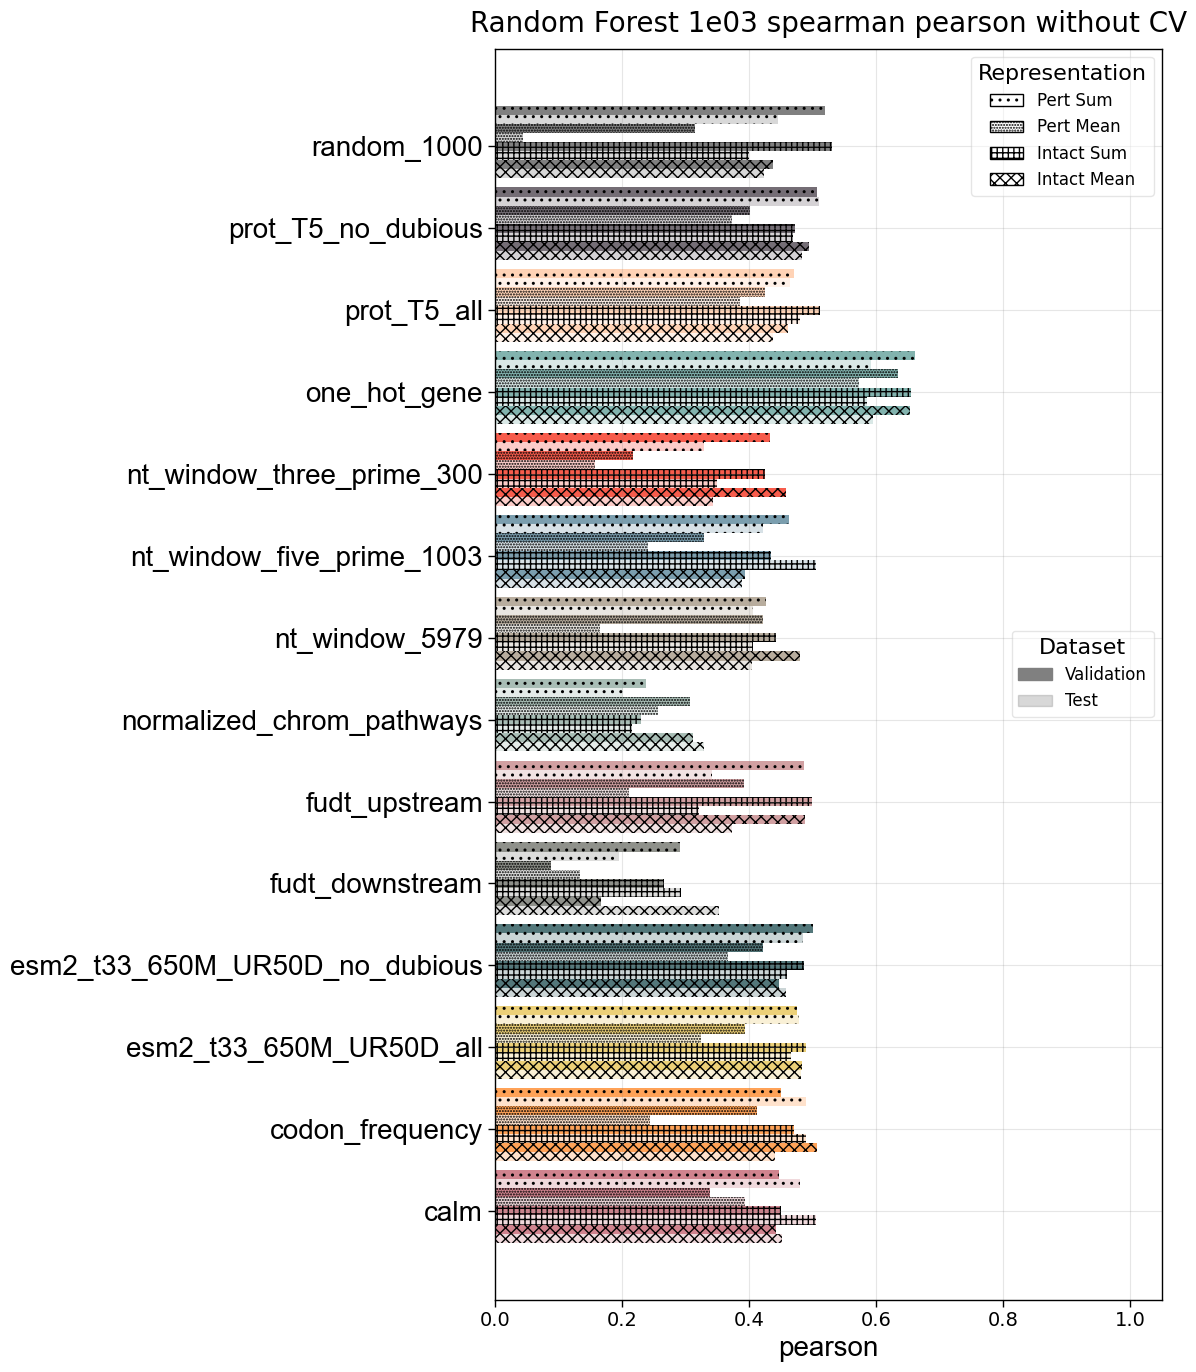 Random Forest 1e03 spearman pearson without CV
Representation
Pert Sum
Pert Mean
Intact Sum
Intact Mean
random_1000
prot_T5_no_dubious
prot_T5_all
one_hot_gene
nt_window_three_prime_300
nt_window_five_prime_1003
nt_window_5979
Dataset
Validation
Test
normalized_chrom_pathways
fudt_upstream
fudt_downstream
esm2_t33_650M_UR50D_no_dubious
esm2_t33_650M_UR50D_all
codon_frequency
calm
0.0 0.2 0.4 0.6 0.8 1.0
pearson